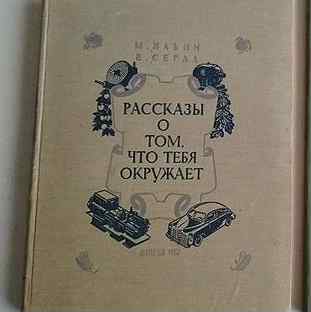 М. ИЛЬИН
Е. СЕГАЛ
РАССКАЗЫ
О
ТОМ,
ЧТО ТЕБЯ
ОКРУЖАЕТ